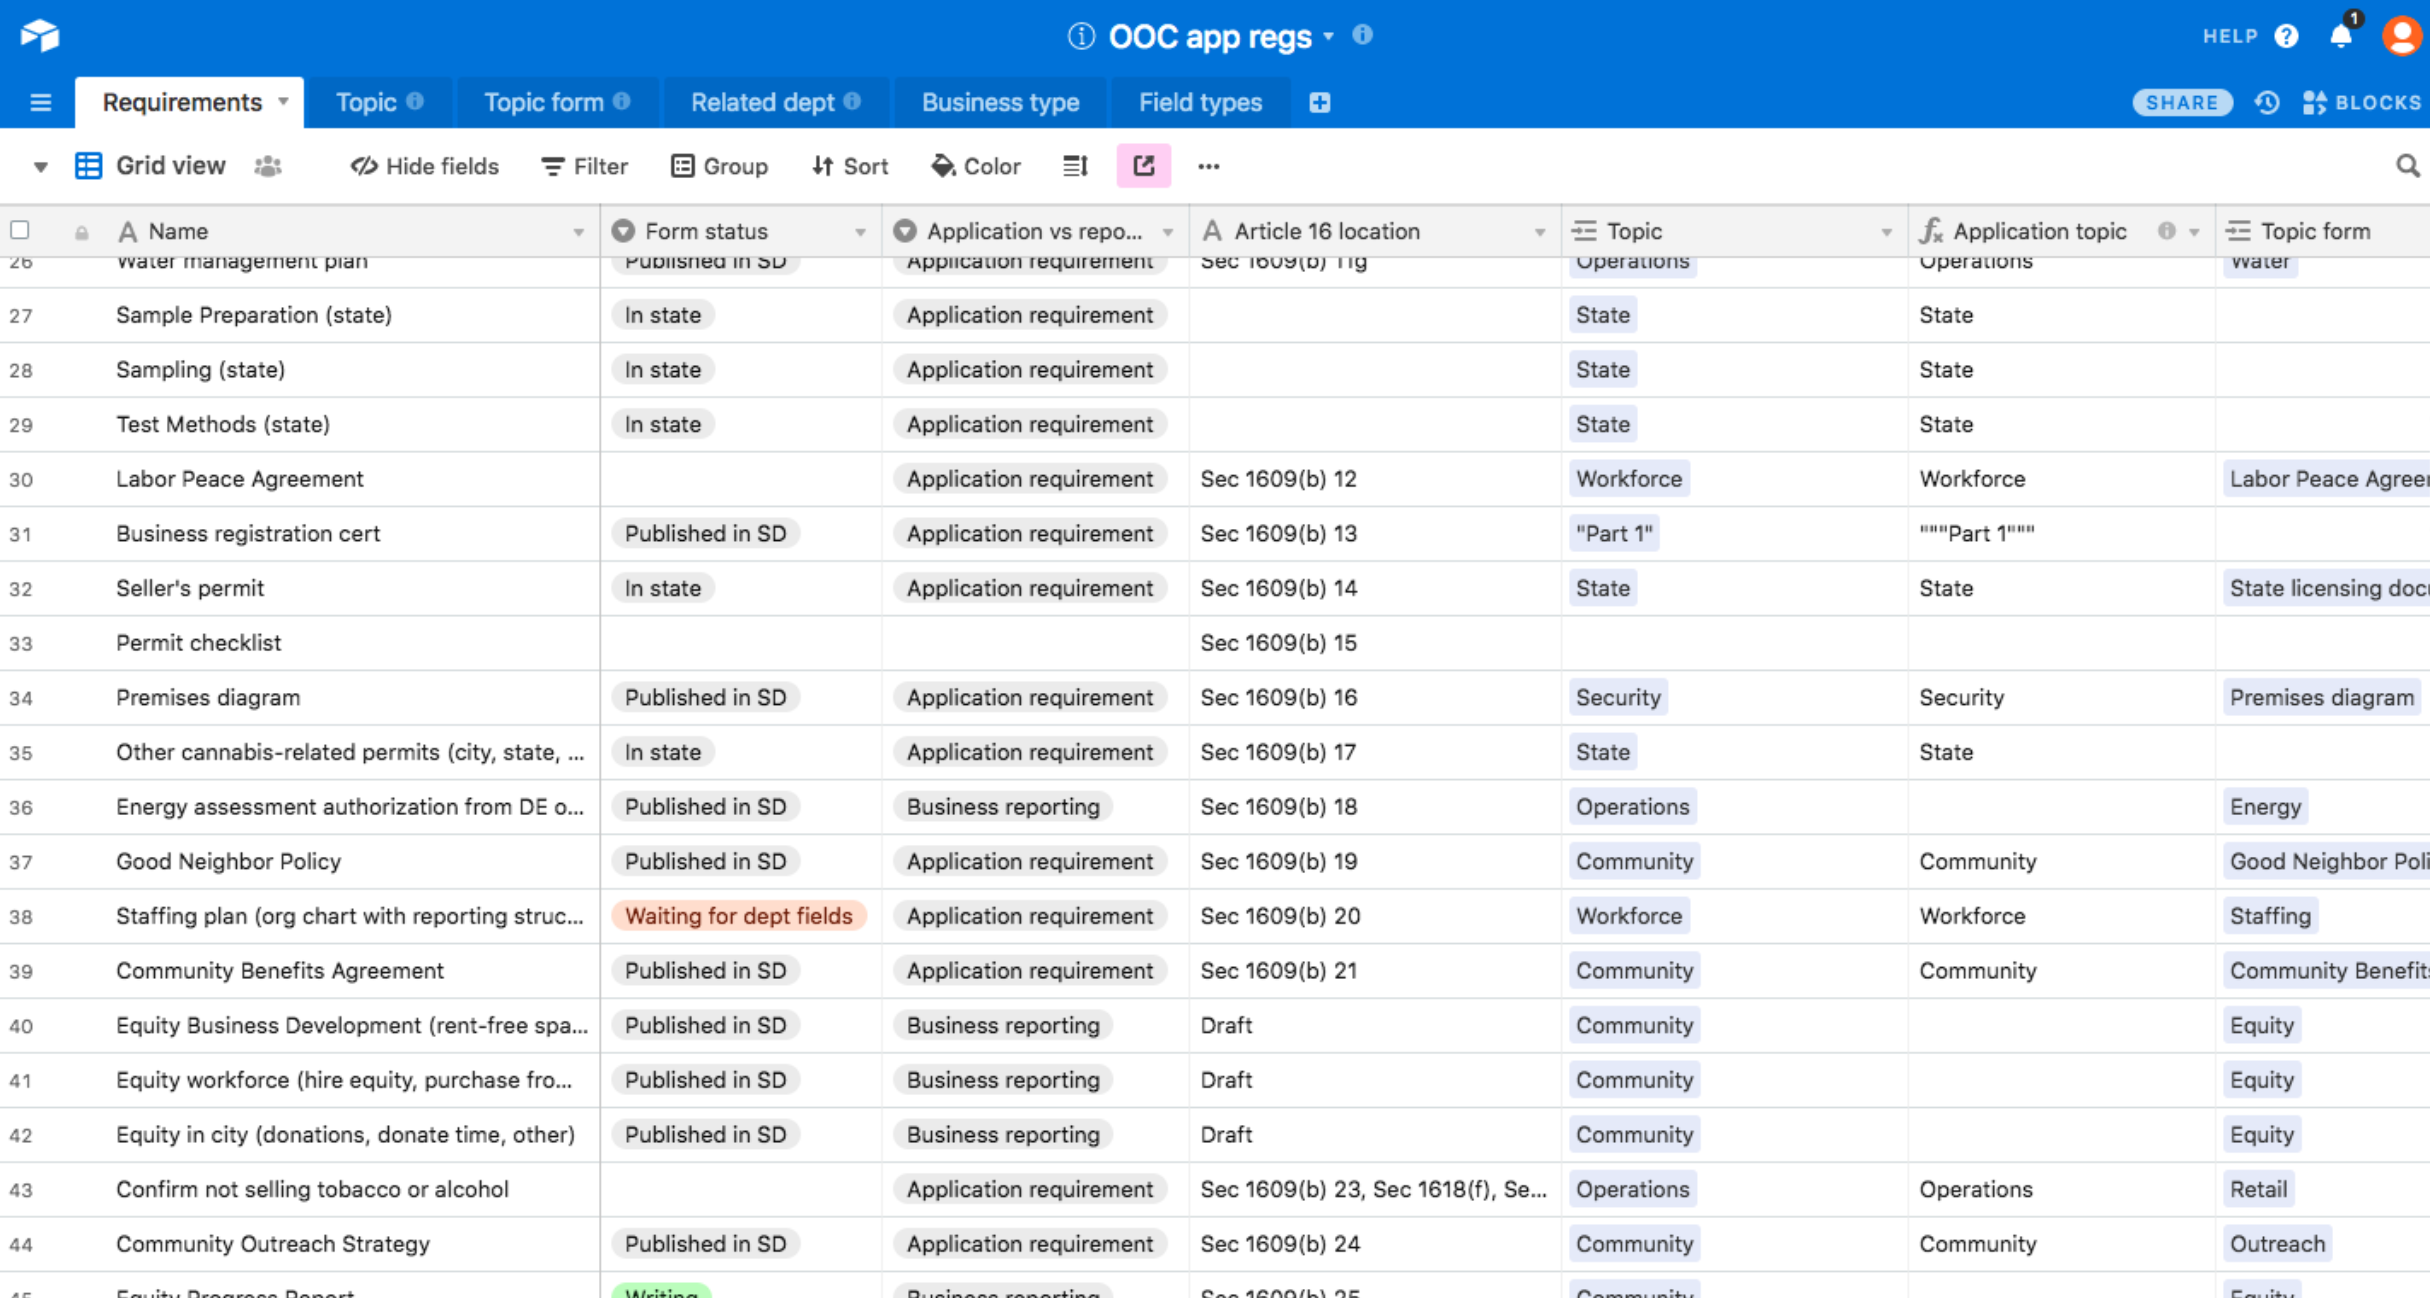 OOC app regs
HELP ? 1
Requirements Topic Topic form Related dept Business type Field types SHARE BLOCKS
Grid view Hide fields Filter Group Sort Color
A Name Form status Application vs repo... A Article 16 location Topic fx Application topic Topic form
26 Water management plan Published in SD Application requirement Sec 1609(b) 11g Operations Operations Water
27 Sample Preparation (state) In state Application requirement State State
28 Sampling (state) In state Application requirement State State
29 Test Methods (state) In state Application requirement State State
30 Labor Peace Agreement Application requirement Sec 1609(b) 12 Workforce Workforce Labor Peace Agreer
31 Business registration cert Published in SD Application requirement Sec 1609(b) 13 "Part 1" """Part 1"""
32 Seller's permit In state Application requirement Sec 1609(b) 14 State State State licensing docu
33 Permit checklist Sec 1609(b) 15
34 Premises diagram Published in SD Application requirement Sec 1609(b) 16 Security Security Premises diagram
35 Other cannabis-related permits (city, state, ... In state Application requirement Sec 1609(b) 17 State State
36 Energy assessment authorization from DE o... Published in SD Business reporting Sec 1609(b) 18 Operations Energy
37 Good Neighbor Policy Published in SD Application requirement Sec 1609(b) 19 Community Community Good Neighbor Poli
38 Staffing plan (org chart with reporting struc... Waiting for dept fields Application requirement Sec 1609(b) 20 Workforce Workforce Staffing
39 Community Benefits Agreement Published in SD Application requirement Sec 1609(b) 21 Community Community Community Benefits
40 Equity Business Development (rent-free spa... Published in SD Business reporting Draft Community Equity
41 Equity workforce (hire equity, purchase fro... Published in SD Business reporting Draft Community Equity
42 Equity in city (donations, donate time, other) Published in SD Business reporting Draft Community Equity
43 Confirm not selling tobacco or alcohol Application requirement Sec 1609(b) 23, Sec 1618(f), Se... Operations Operations Retail
44 Community Outreach Strategy Published in SD Application requirement Sec 1609(b) 24 Community Community Outreach
45 Equity Progress Report Writing Business reporting Sec 1609(b) 25 Community Equity